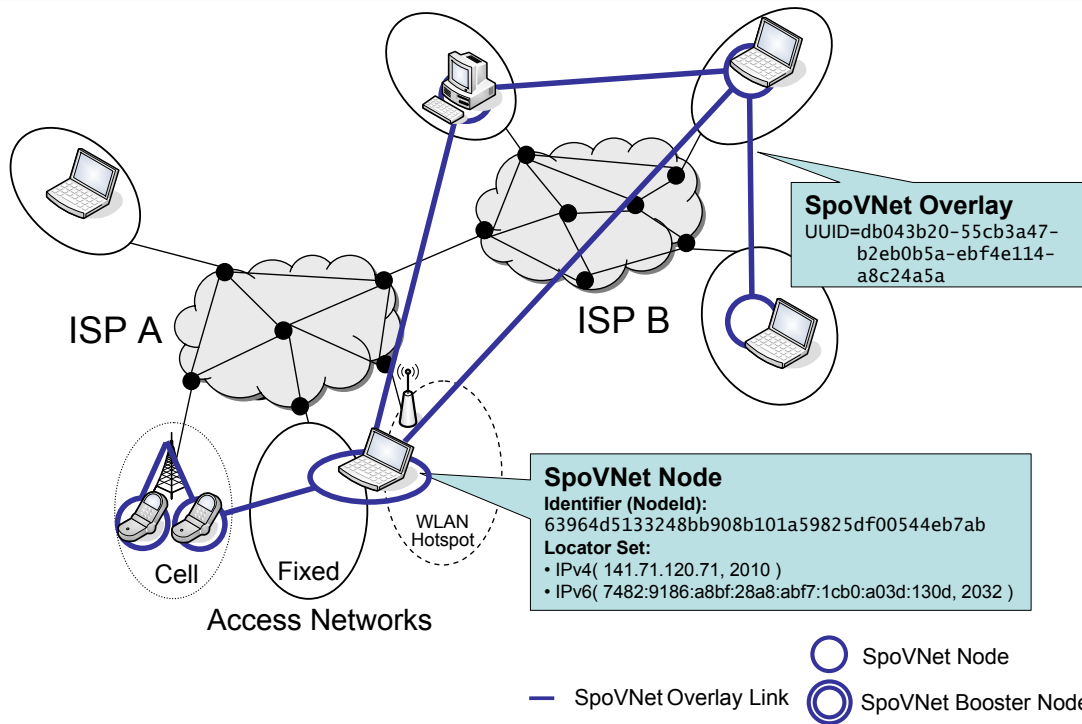 SpoVNet Overlay
UUID=db043b20-55cb3a47-
b2eb0b5a-ebf4e114-
a8c24a5a
ISP A
ISP B
SpoVNet Node
Identifier (NodeId):
63964d5133248bb908b101a59825df00544eb7ab
Locator Set:
• IPv4( 141.71.120.71, 2010 )
• IPv6( 7482:9186:a8bf:28a8:abf7:1cb0:a03d:130d, 2032 )
WLAN
Hotspot
Cell
Fixed
Access Networks
SpoVNet Node
SpoVNet Overlay Link
SpoVNet Booster Node